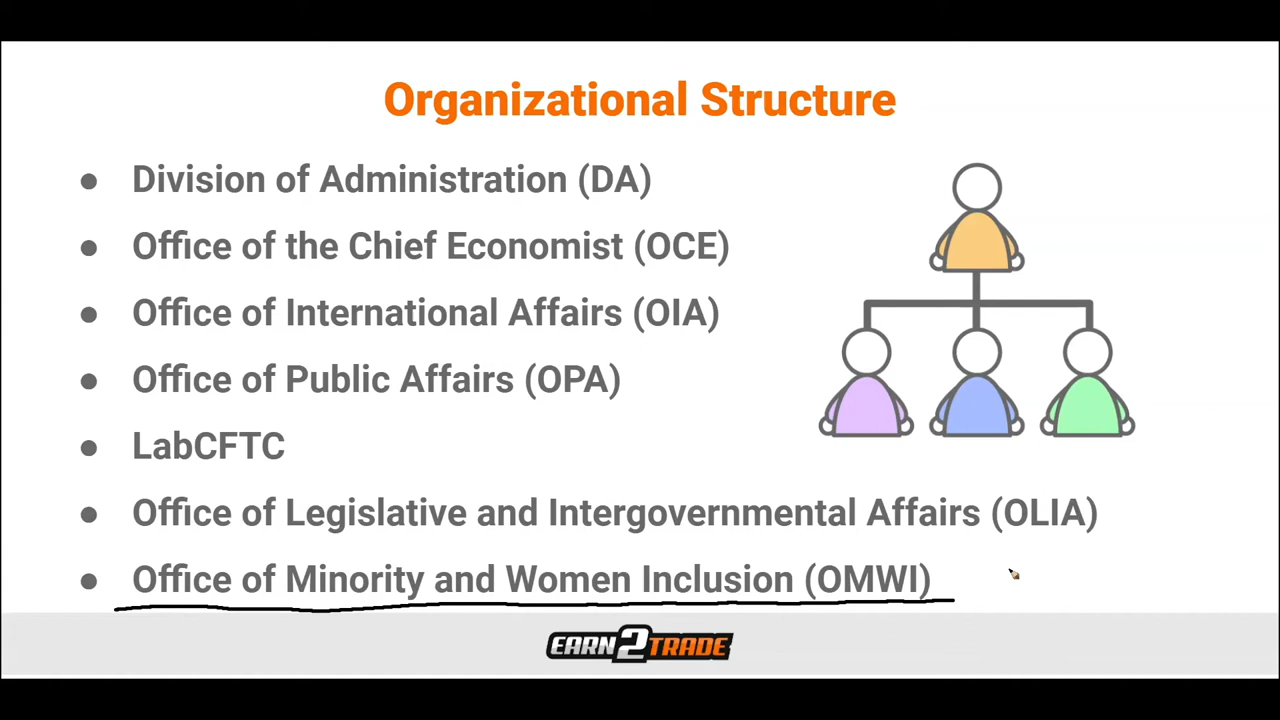 Organizational Structure
● Division of Administration (DA)
● Office of the Chief Economist (OCE)
● Office of International Affairs (OIA)
● Office of Public Affairs (OPA)
● LabCFTC
● Office of Legislative and Intergovernmental Affairs (OLIA)
● Office of Minority and Women Inclusion (OMWI)
EARN2TRADE